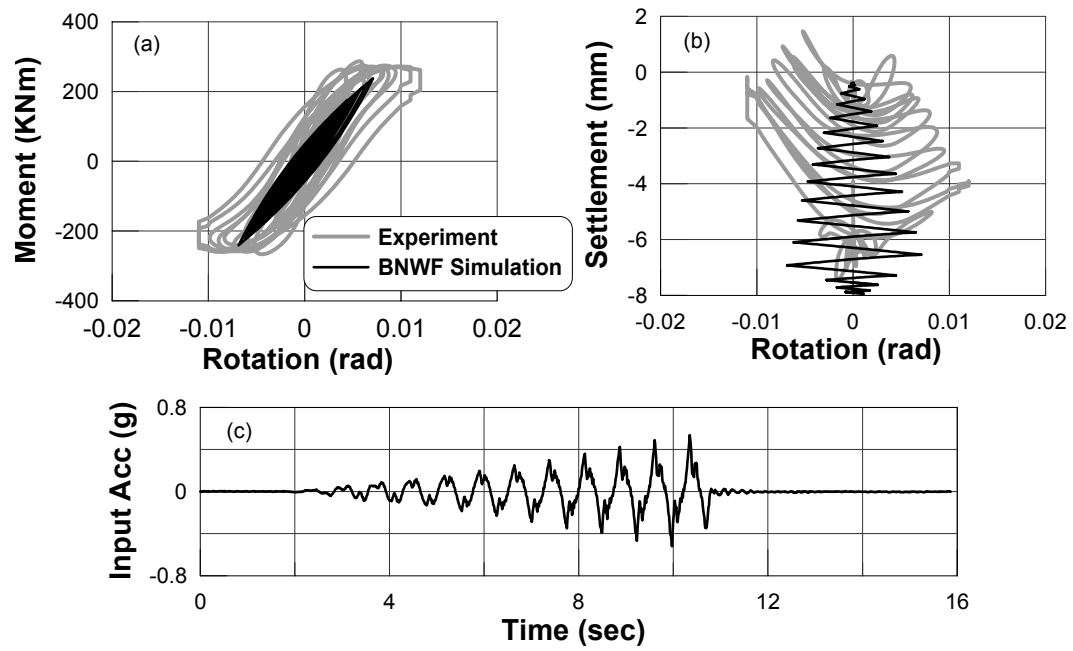 400
200
0
-200
-400
Moment (KNm)
(a)
-0.02 -0.01 0 0.01 0.02
Rotation (rad)
Experiment
BNWF Simulation
2
0
-2
-4
-6
-8
Settlement (mm)
(b)
-0.02 -0.01 0 0.01 0.02
Rotation (rad)
0.8
0
-0.8
Input Acc (g)
(c)
0 4 8 12 16
Time (sec)